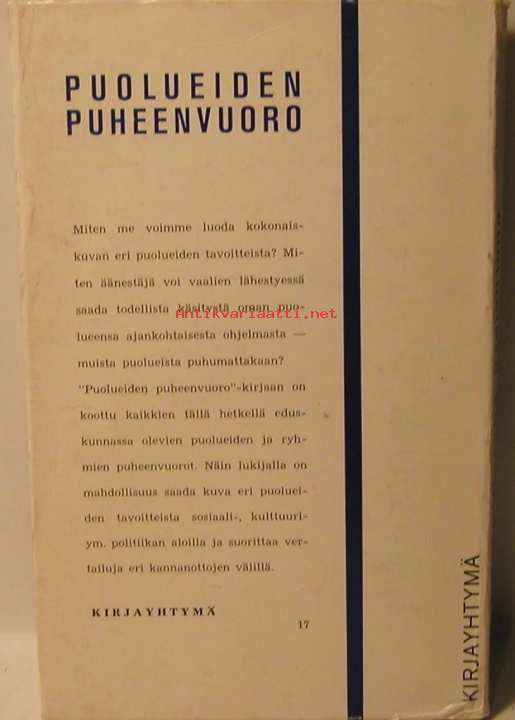 PUOLUEIDEN
PUHEENVUORO
Miten me voimme luoda kokonais-
kuvan eri puolueiden tavoitteista? Mi-
ten äänestäjä voi vaalien lähestyessä
saada todellista käsitystä oman puo-
lueensa ajankohtaisesta ohjelmasta —
muista puolueista puhumattakaan?
"Puolueiden puheenvuoro"-kirjaan on
koottu kaikkien tällä hetkellä edus-
kunnassa olevien puolueiden ja ryh-
mien puheenvuorot. Näin lukijalla on
mahdollisuus saada kuva eri puoluei-
den tavoitteista sosiaali-, kulttuuri-
ym. politiikan aloilla ja suorittaa ver-
tailuja eri kannanottojen välillä.
KIRJAYHTYMÄ
17
KIRJAYHTYMÄ
Antikvariaatti.net